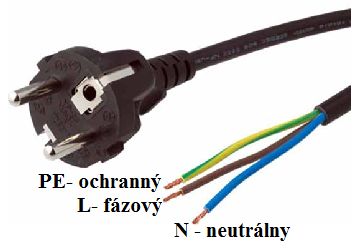 PE- ochranný
L- fázový
N - neutrálny